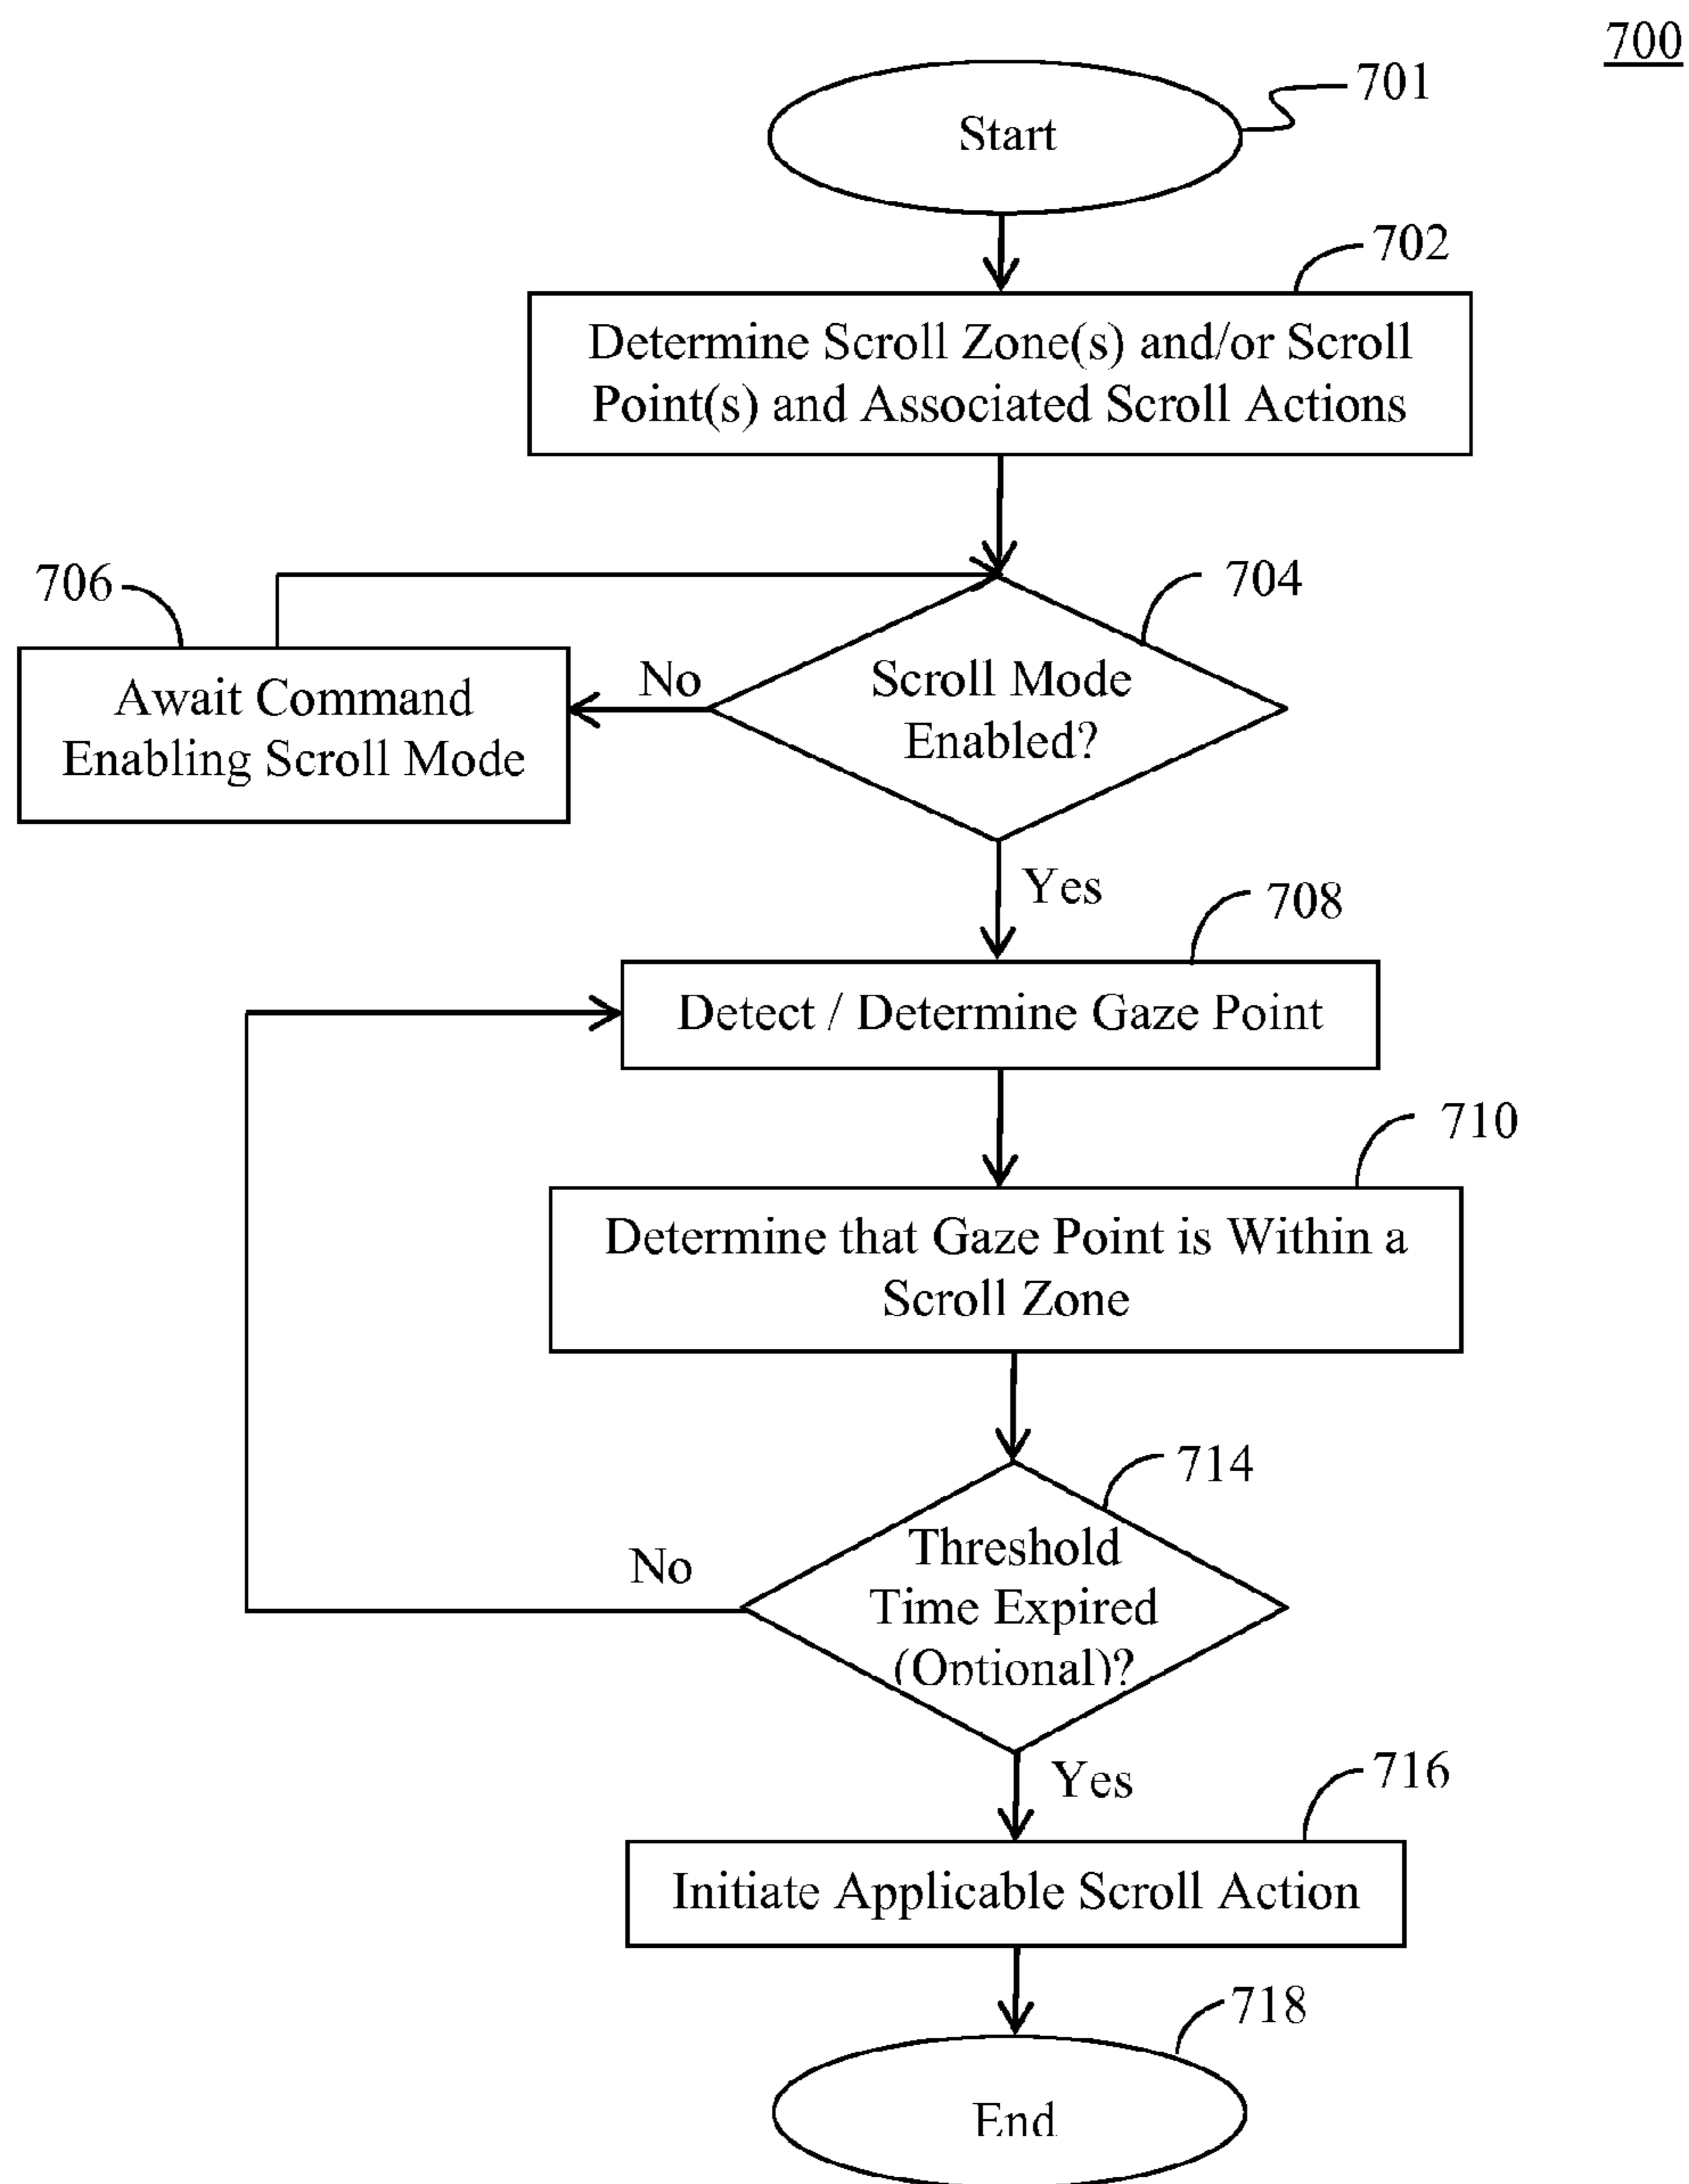 700
701
Start
702
Determine Scroll Zone(s) and/or Scroll
Point(s) and Associated Scroll Actions
706
704
Await Command
Enabling Scroll Mode
No
Scroll Mode
Enabled?
Yes
708
Detect / Determine Gaze Point
710
Determine that Gaze Point is Within a
Scroll Zone
714
No
Threshold
Time Expired
(Optional)?
Yes
716
Initiate Applicable Scroll Action
718
End